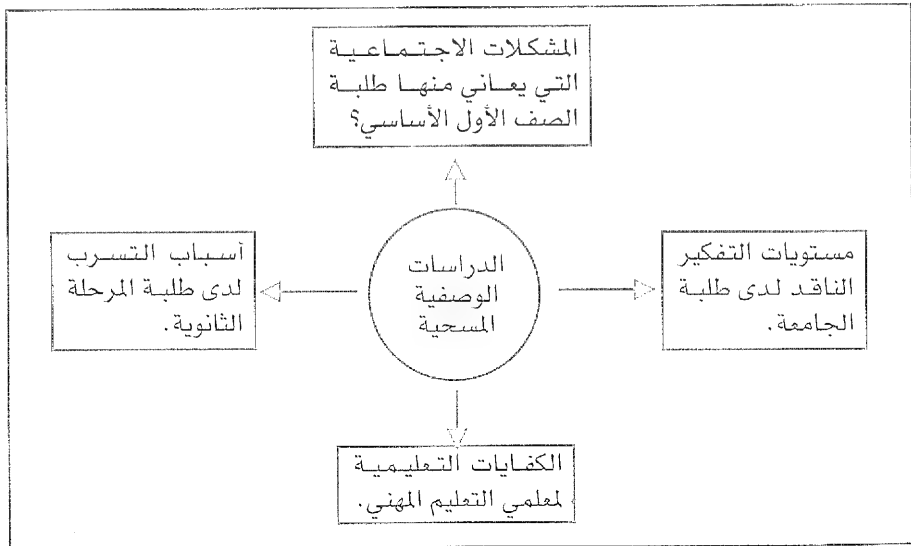 المشكلات الاجتماعية
التي يعاني منها طلبة
الصف الأول الأساسي؟
مستويات التفكير
الناقد لدى طلبة
الجامعة.
الدراسات
الوصفية
المسحية
أسباب التسرب
لدى طلبة المرحلة
الثانوية.
الكفايات التعليمية
لمعلمي التعليم المهني.